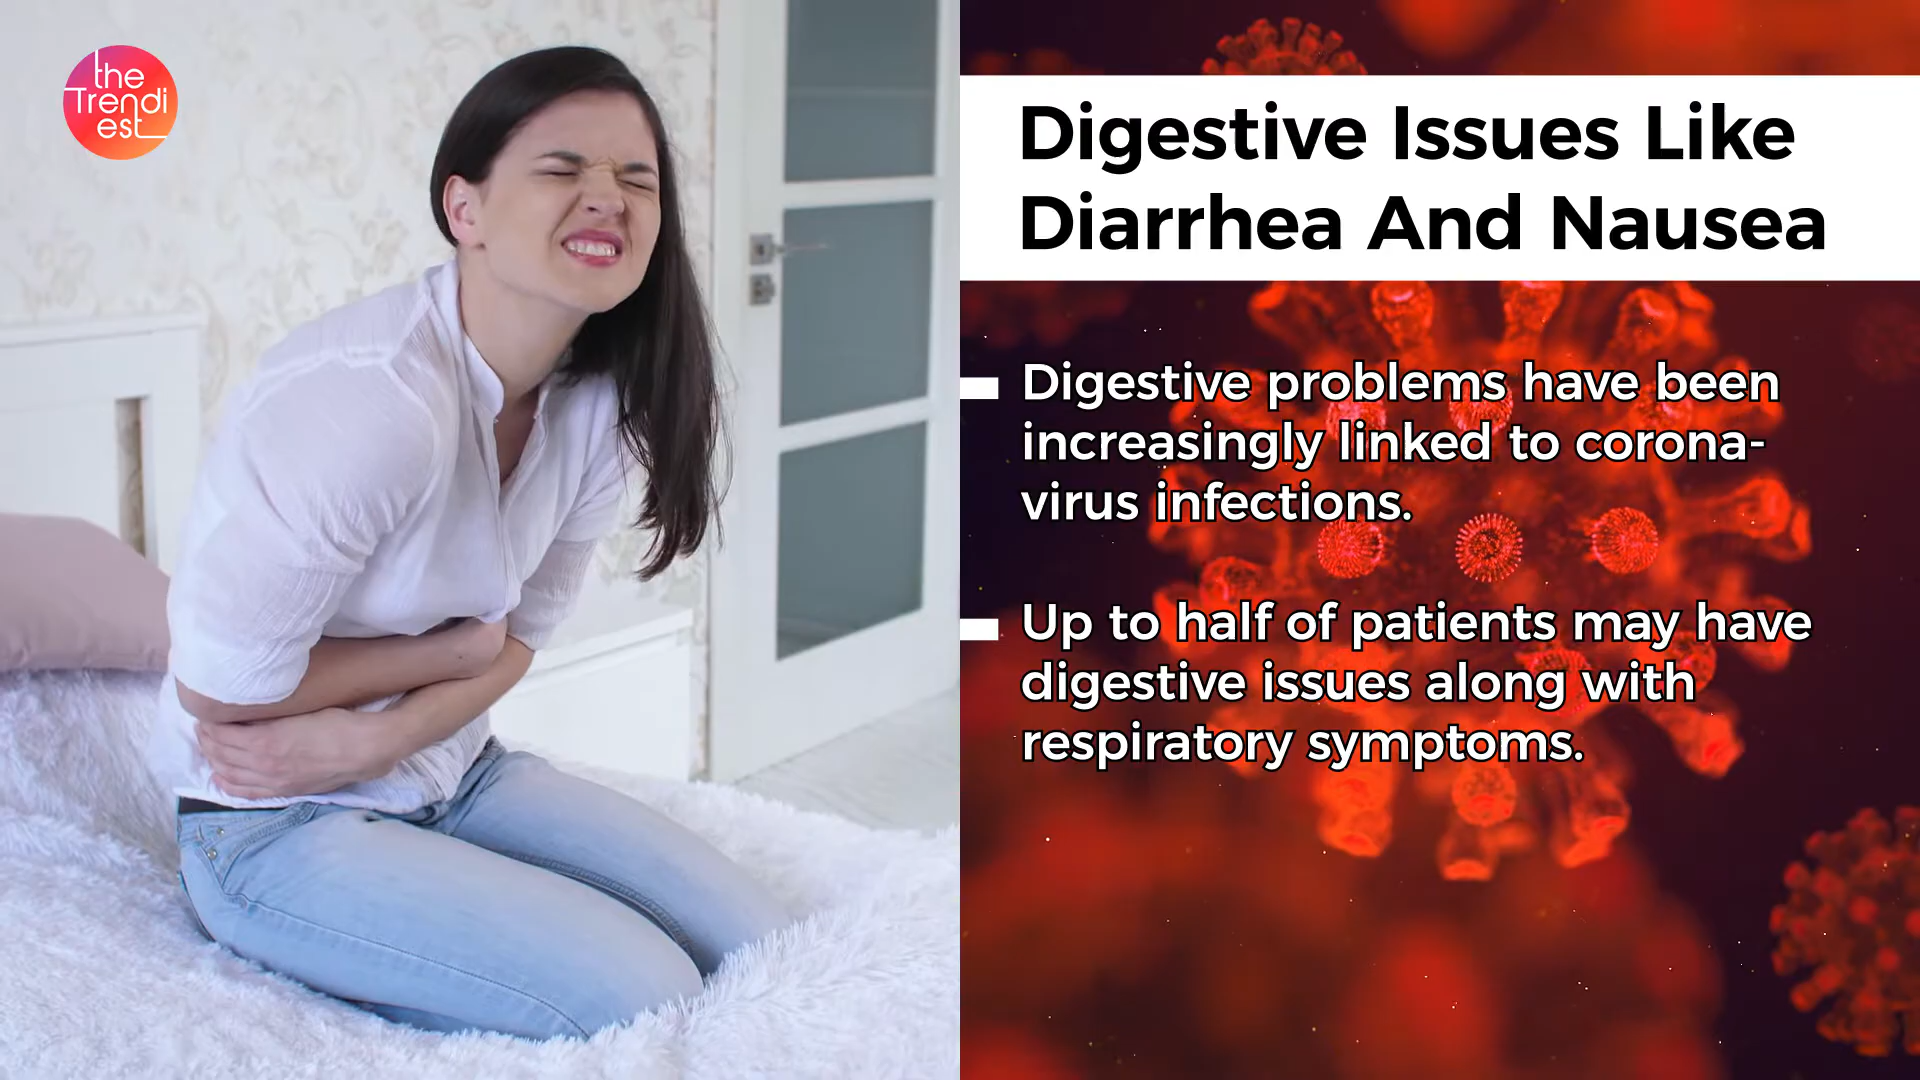 the
Trendi
est
Digestive Issues Like
Diarrhea And Nausea
Digestive problems have been
increasingly linked to corona-
virus infections.
Up to half of patients may have
digestive issues along with
respiratory symptoms.